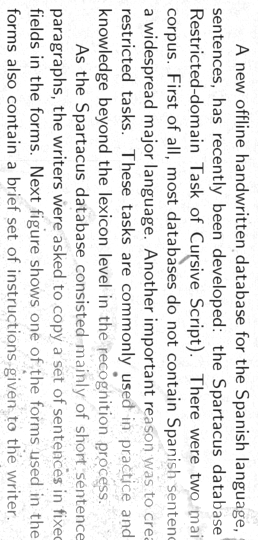 A new offline handwritten database for the Spanish language,
sentences, has recently been developed: the Spartacus database
Restricted-domain Task of Cursive Script). There were two
corpus. First of all, most databases do not contain Spanish
a widespread major language. Another important reason was to
restricted tasks. These tasks are commonly used in practice and
knowledge beyond the lexicon level in the recognition process.
As the Spartacus database consisted mainly of short
paragraphs, the writers were asked to copy a set of sentences in
fields in the forms. Next figure shows one of the forms used in the
forms also contain a brief set of instructions given to the writer.